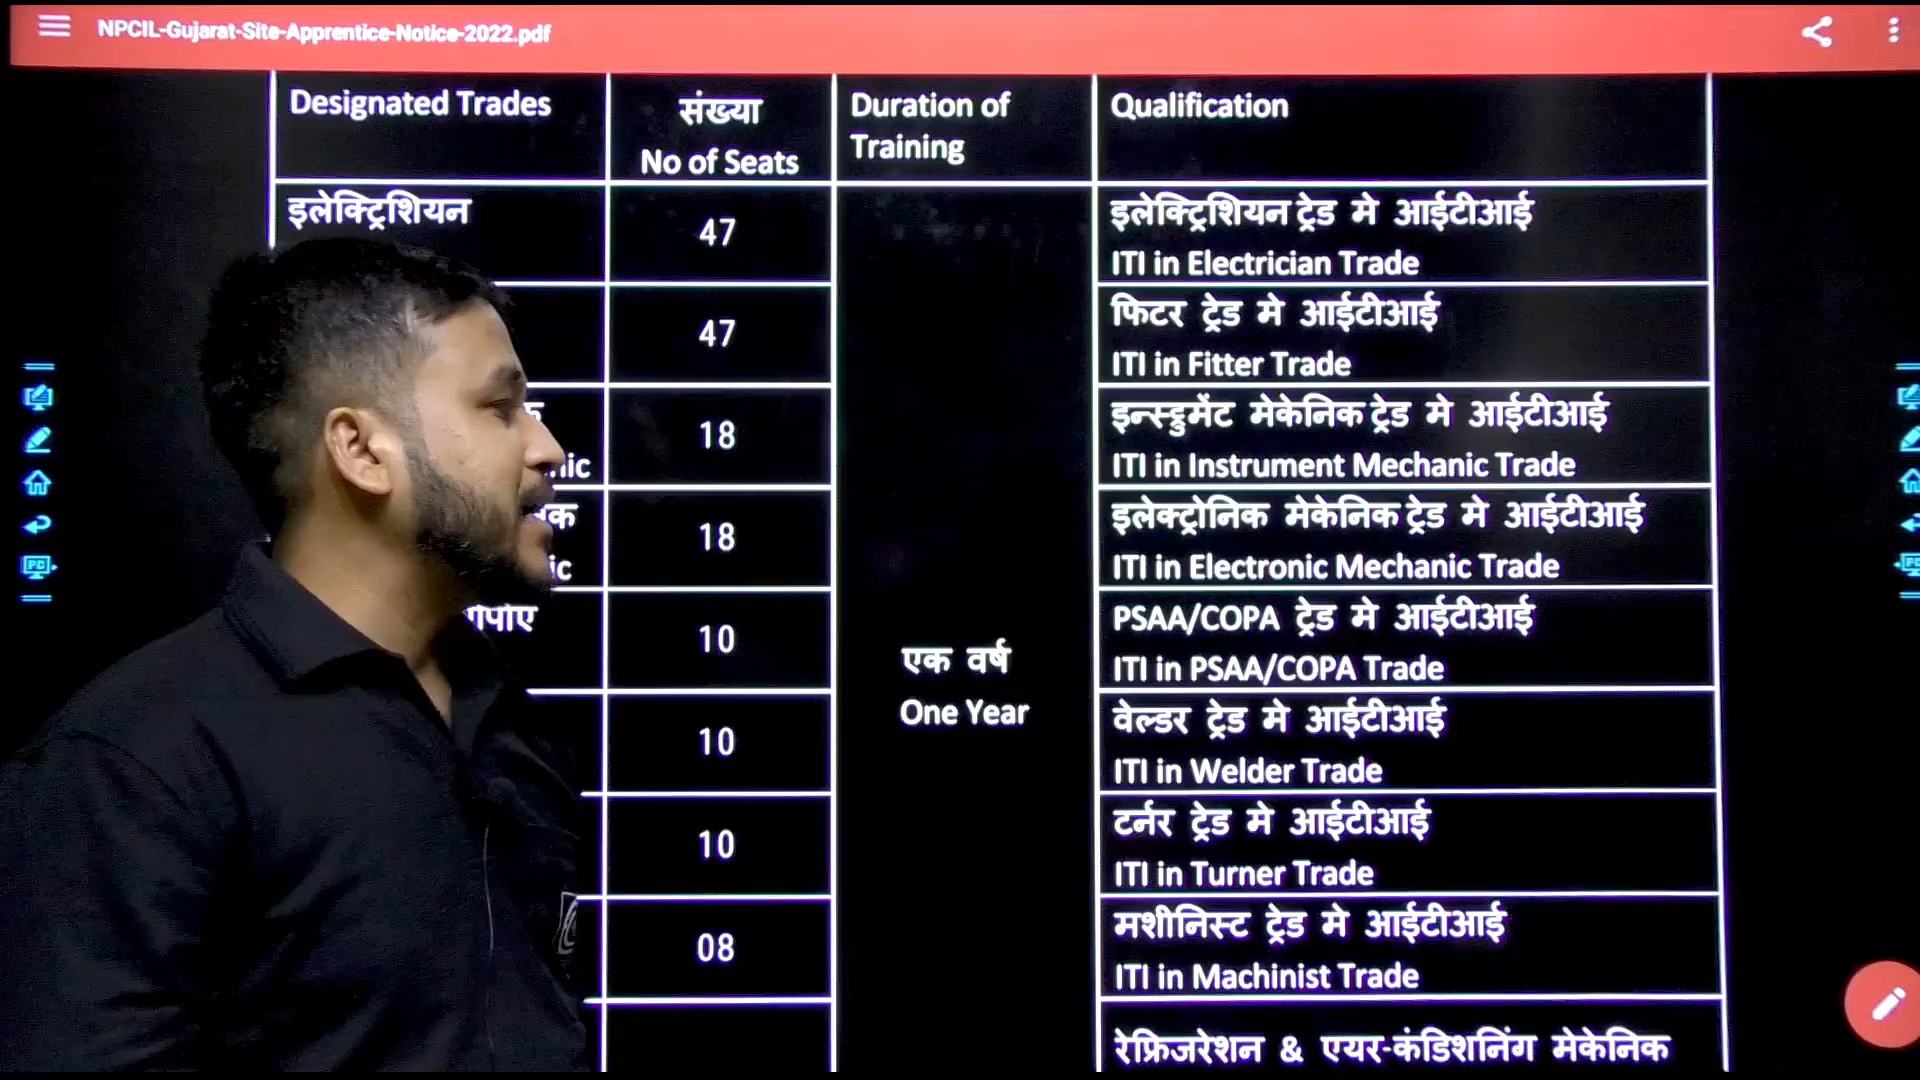 NPCIL-Gujarat-Site-Apprentice-Notice-2022.pdf
Designated Trades
संख्या
No of Seats
Duration of
Training
Qualification
इलेक्ट्रिशियन
47
इलेक्ट्रिशियन ट्रेड मे आईटीआई
ITI in Electrician Trade
47
फिटर ट्रेड मे आईटीआई
ITI in Fitter Trade
18
इन्स्ट्रुमेंट मेकेनिक ट्रेड मे आईटीआई
ITI in Instrument Mechanic Trade
18
इलेक्ट्रोनिक मेकेनिक ट्रेड मे आईटीआई
ITI in Electronic Mechanic Trade
10
PSAA/COPA ट्रेड मे आईटीआई
ITI in PSAA/COPA Trade
एक वर्ष
One Year
10
वेल्डर ट्रेड मे आईटीआई
ITI in Welder Trade
10
टर्नर ट्रेड मे आईटीआई
ITI in Turner Trade
08
मशीनिस्ट ट्रेड मे आईटीआई
ITI in Machinist Trade
रेफ्रिजरेशन & एयर-कंडिशनिंग मेकेनिक